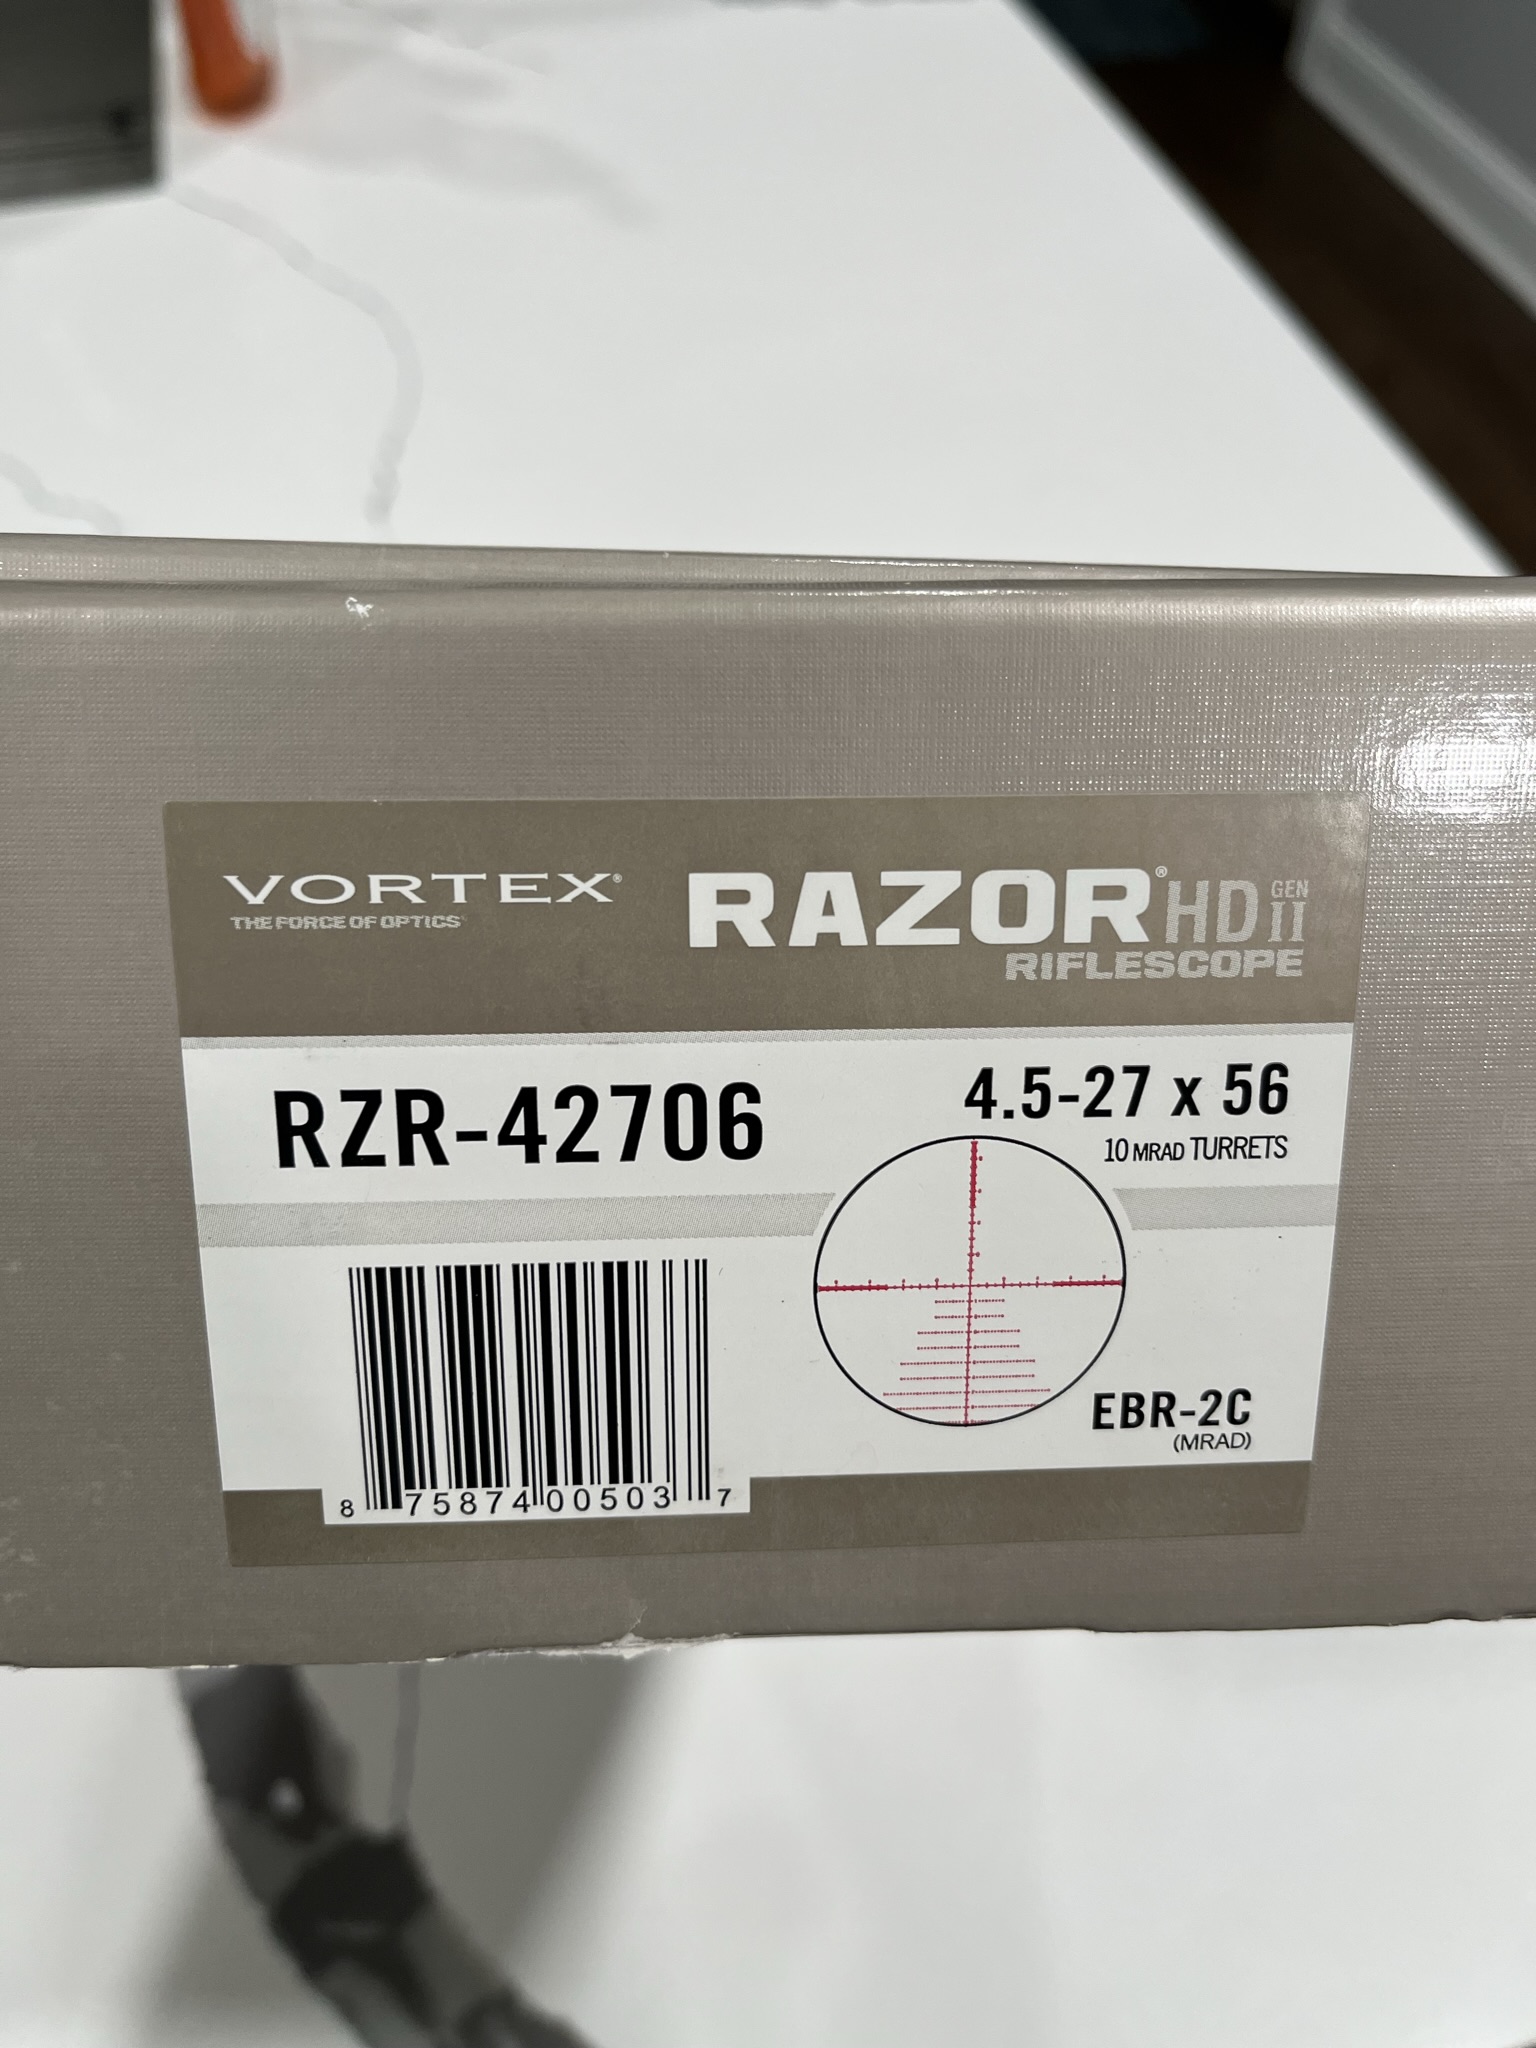 VORTEX®
THE FORCE OF OPTICS
RAZOR® HD GEN II
RIFLESCOPE
RZR-42706
4.5-27 x 56
10 MRAD TURRETS
EBR-2C
(MRAD)
8 75874 00503 7